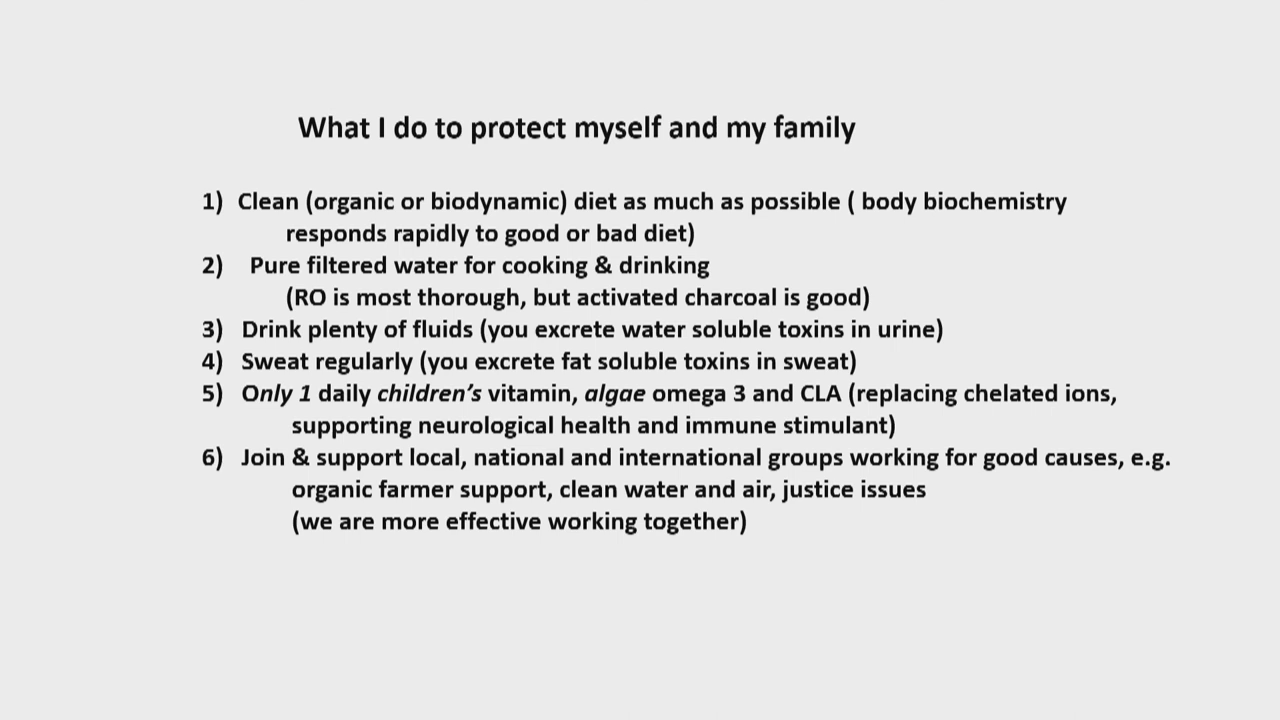 What I do to protect myself and my family
1) Clean (organic or biodynamic) diet as much as possible ( body biochemistry
responds rapidly to good or bad diet)
2) Pure filtered water for cooking & drinking
(RO is most thorough, but activated charcoal is good)
3) Drink plenty of fluids (you excrete water soluble toxins in urine)
4) Sweat regularly (you excrete fat soluble toxins in sweat)
5) Only 1 daily children's vitamin, algae omega 3 and CLA (replacing chelated ions,
supporting neurological health and immune stimulant)
6) Join & support local, national and international groups working for good causes, e.g.
organic farmer support, clean water and air, justice issues
(we are more effective working together)